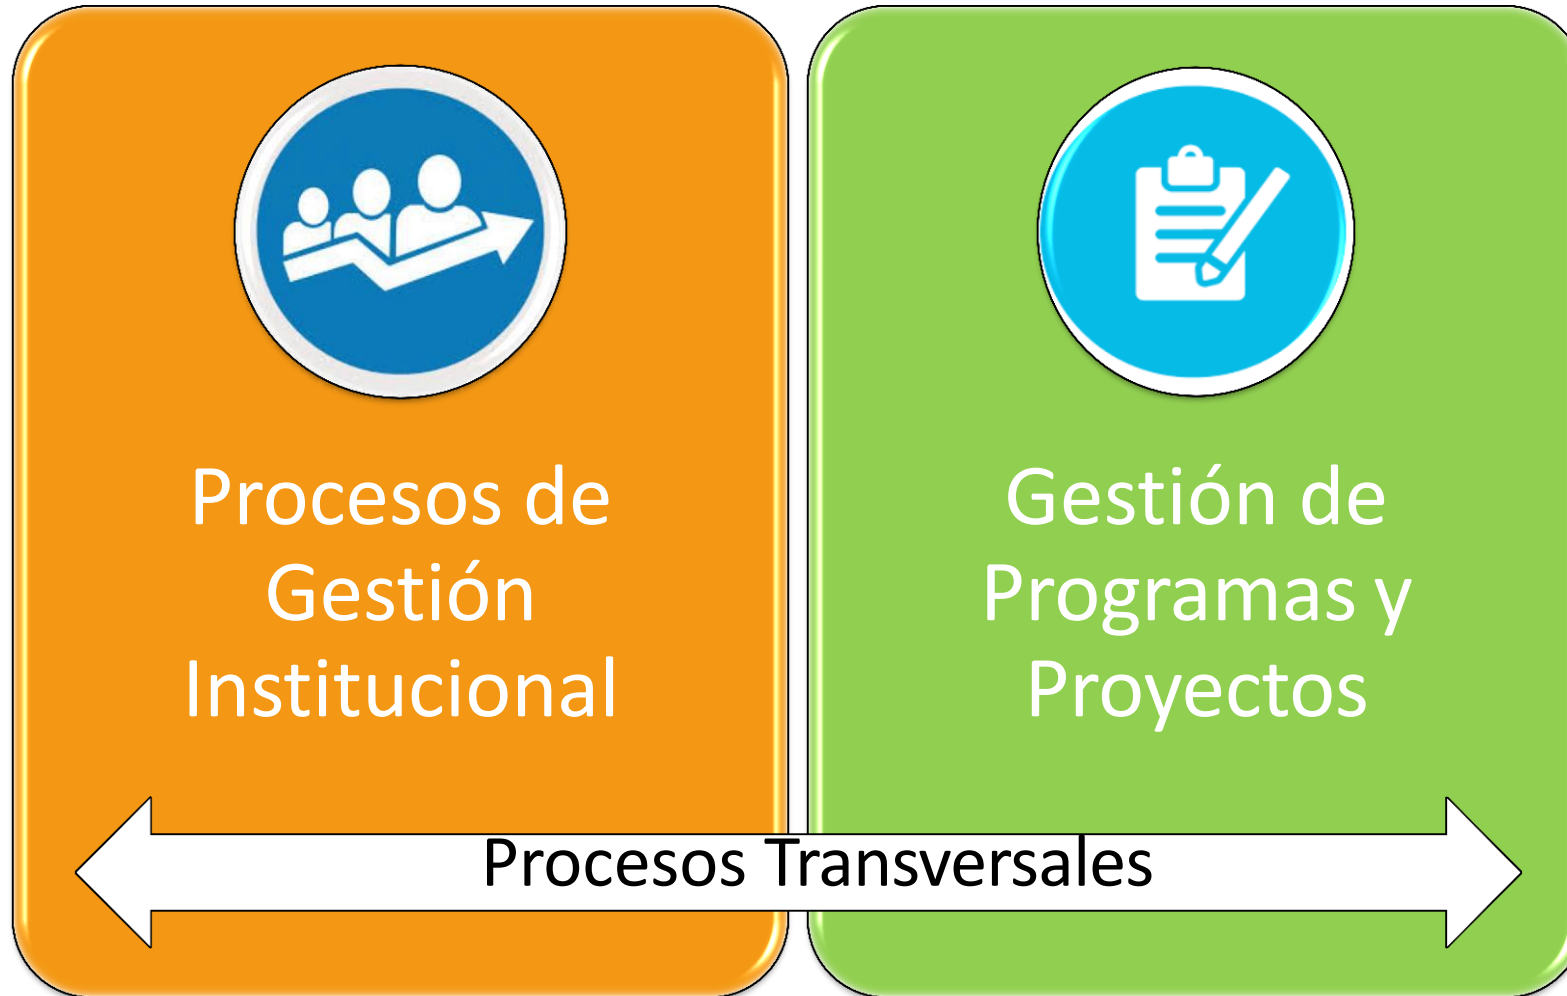 Procesos de
Gestión
Institucional
Gestión de
Programas y
Proyectos
Procesos Transversales